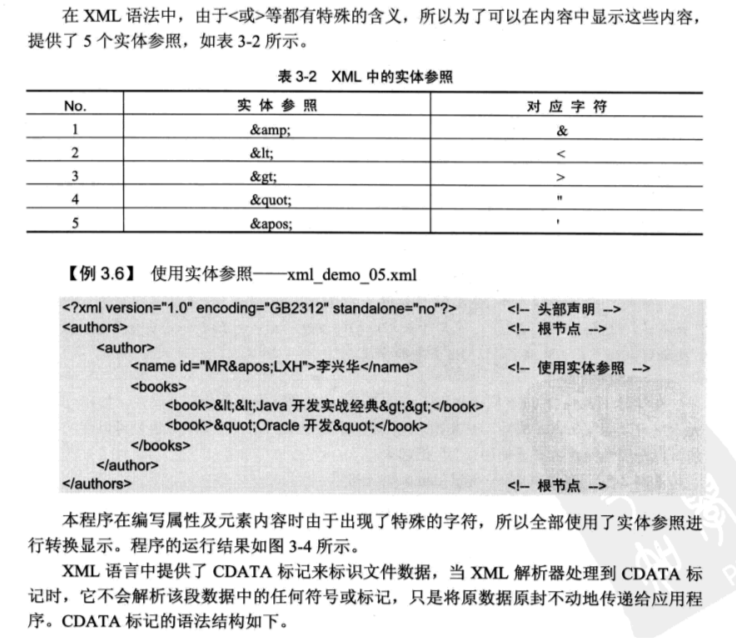 在 XML 语法中，由于<或>等都有特殊的含义，所以为了可以在内容中显示这些内容，
提供了 5 个实体参照，如表 3-2 所示。
表 3-2 XML 中的实体参照
No. 实 体 参 照 对 应 字 符
1 &amp; &
2 &lt; <
3 &gt; >
4 &quot; "
5 &apos; '
【例 3.6】 使用实体参照——xml_demo_05.xml
<?xml version="1.0" encoding="GB2312" standalone="no"?> <!-- 头部声明 -->
<authors> <!-- 根节点 -->
<author>
<name id="MR&apos;LXH">李兴华</name> <!-- 使用实体参照 -->
<books>
<book>&lt;&lt;Java 开发实战经典&gt;&gt;</book>
<book>&quot;Oracle 开发&quot;</book>
</books>
</author>
</authors> <!-- 根节点 -->
本程序在编写属性及元素内容时由于出现了特殊的字符，所以全部使用了实体参照进
行转换显示。程序的运行结果如图 3-4 所示。
XML 语言中提供了 CDATA 标记来标识文件数据，当 XML 解析器处理到 CDATA 标
记时，它不会解析该段数据中的任何符号或标记，只是将原数据原封不动地传递给应用程
序。CDATA 标记的语法结构如下。